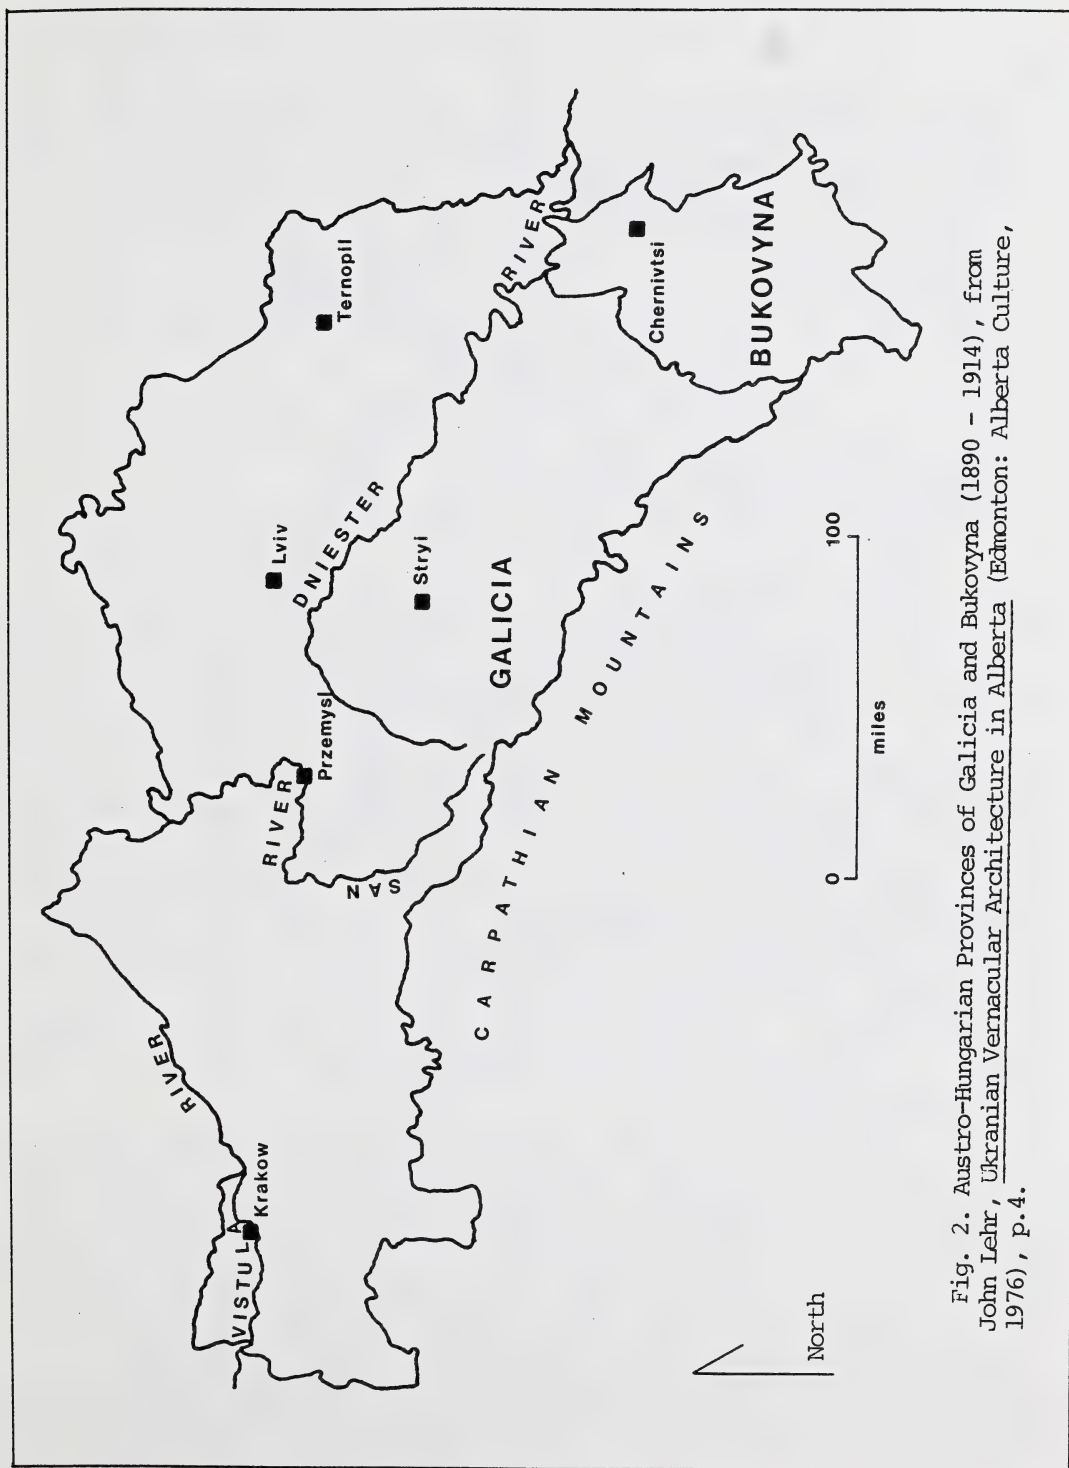 VISTULA
RIVER
Krakow
SAN
RIVER
Przemysl
Lviv
Ternopil
DNIESTER
RIVER
Stryi
GALICIA
Chernivtsi
BUKOVYNA
CARPATHIAN MOUNTAINS
0 100
miles
North
Fig. 2. Austro-Hungarian Provinces of Galicia and Bukovyna (1890 - 1914), from
John Lehr, Ukranian Vernacular Architecture in Alberta (Edmonton: Alberta Culture,
1976), p.4.